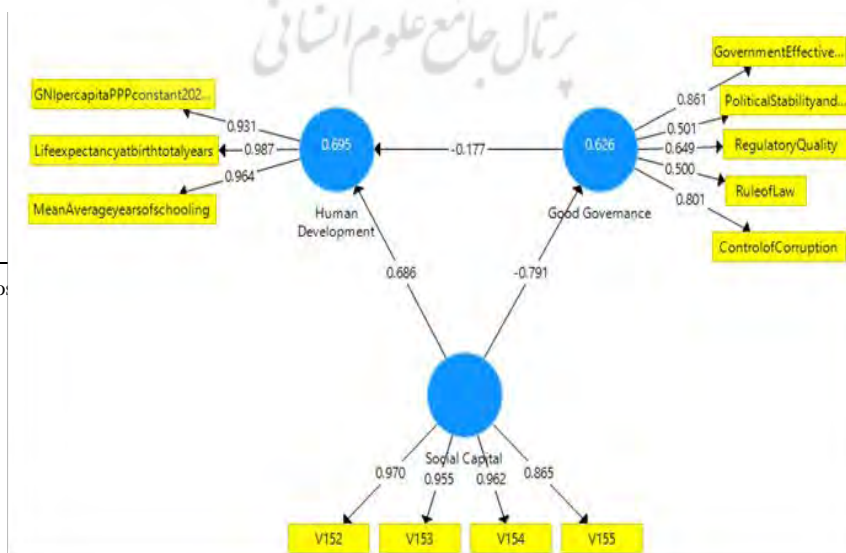 پرتال جامع علوم انسانی
GovernmentEffective...
GNIpercapitaPPPconstant202...
0.861
PoliticalStabilityand...
0.931
0.501
Lifeexpectancyatbirthtotalyears
0.987
0.695
-0.177
0.626
0.649
RegulatoryQuality
0.964
0.500
RuleofLaw
MeanAverageyearsofschooling
0.801
Human
Development
Good Governance
ControlofCorruption
0.686
-0.791
Social Capital
0.970
0.955
0.962
0.865
V152
V153
V154
V155